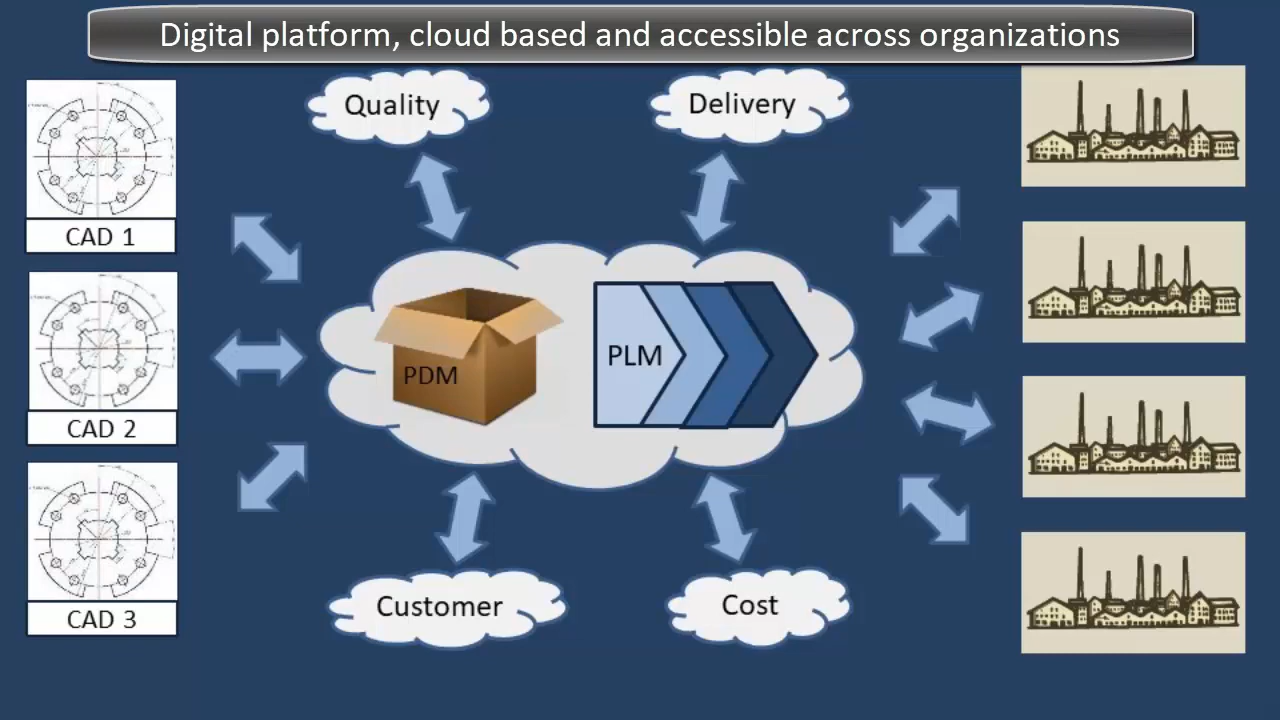 Digital platform, cloud based and accessible across organizations
Quality
Delivery
CAD 1
PDM
PLM
CAD 2
Customer
Cost
CAD 3